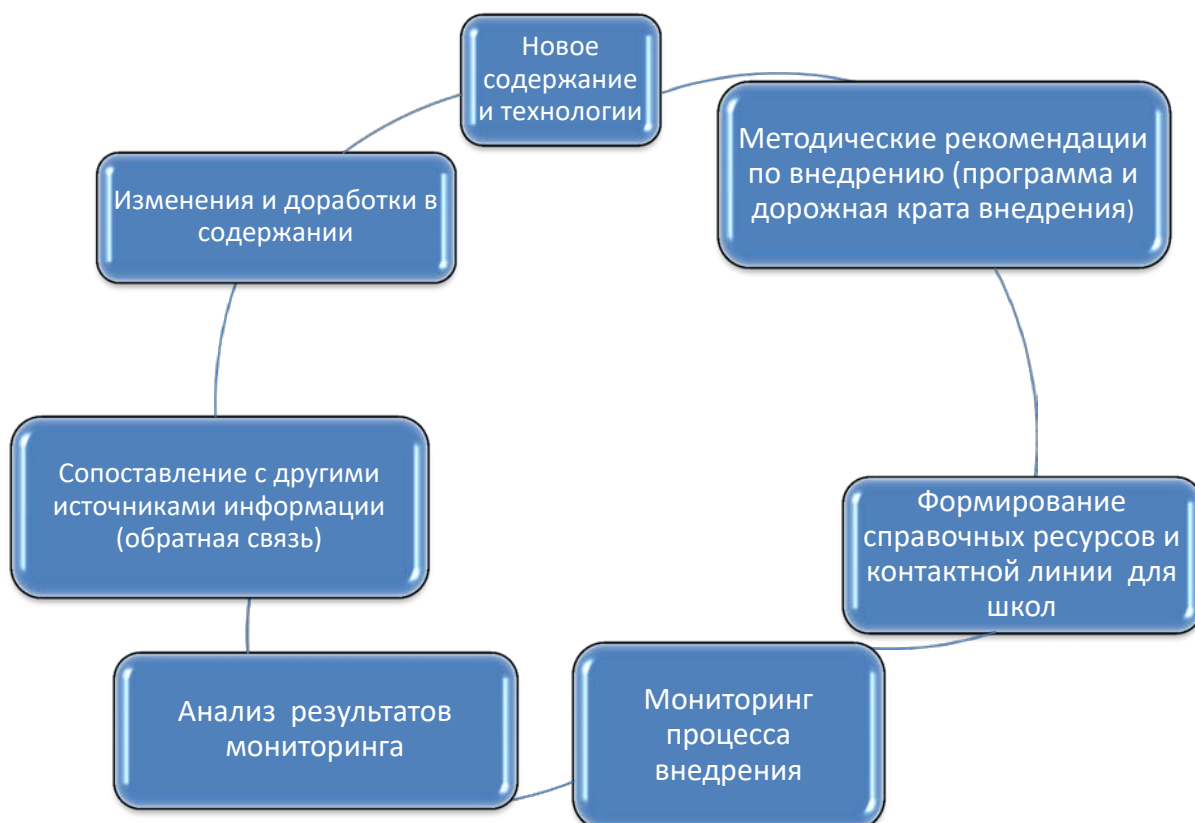 Новое
содержание
и технологии
Методические рекомендации
по внедрению (программа и
дорожная крата внедрения)
Формирование
справочных ресурсов и
контактной линии для
школ
Мониторинг
процесса
внедрения
Анализ результатов
мониторинга
Сопоставление с другими
источниками информации
(обратная связь)
Изменения и доработки в
содержании